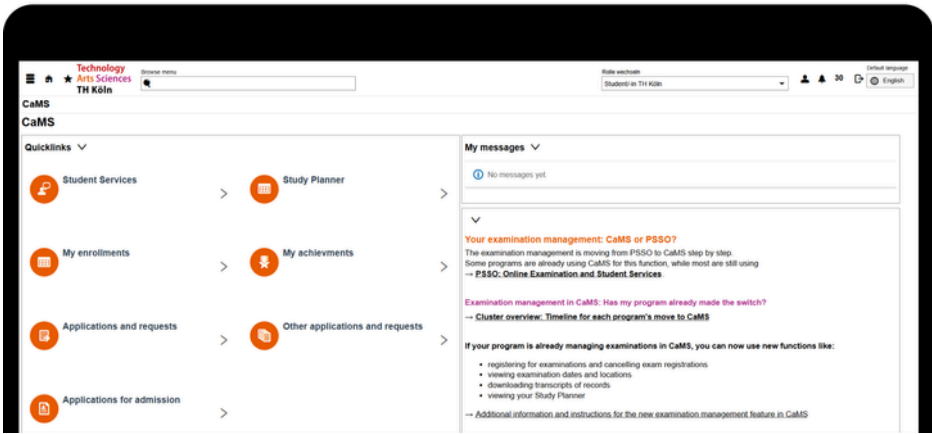 Technology
Arts Sciences
TH Köln
Browse menu
Rolle wechseln
Student/-in TH Köln
30
Default language
English
CaMS
CaMS
Quicklinks
Student Services
Study Planner
My enrollments
My achievments
Applications and requests
Other applications and requests
Applications for admission
My messages
No messages yet
Your examination management: CaMS or PSSO?
The examination management is moving from PSSO to CaMS step by step.
Some programs are already using CaMS for this function, while most are still using
→ PSSO: Online Examination and Student Services.
Examination management in CaMS: Has my program already made the switch?
→ Cluster overview: Timeline for each program's move to CaMS
If your program is already managing examinations in CaMS, you can now use new functions like:
• registering for examinations and cancelling exam registrations
• viewing examination dates and locations
• downloading transcripts of records
• viewing your Study Planner
→ Additional information and instructions for the new examination management feature in CaMS